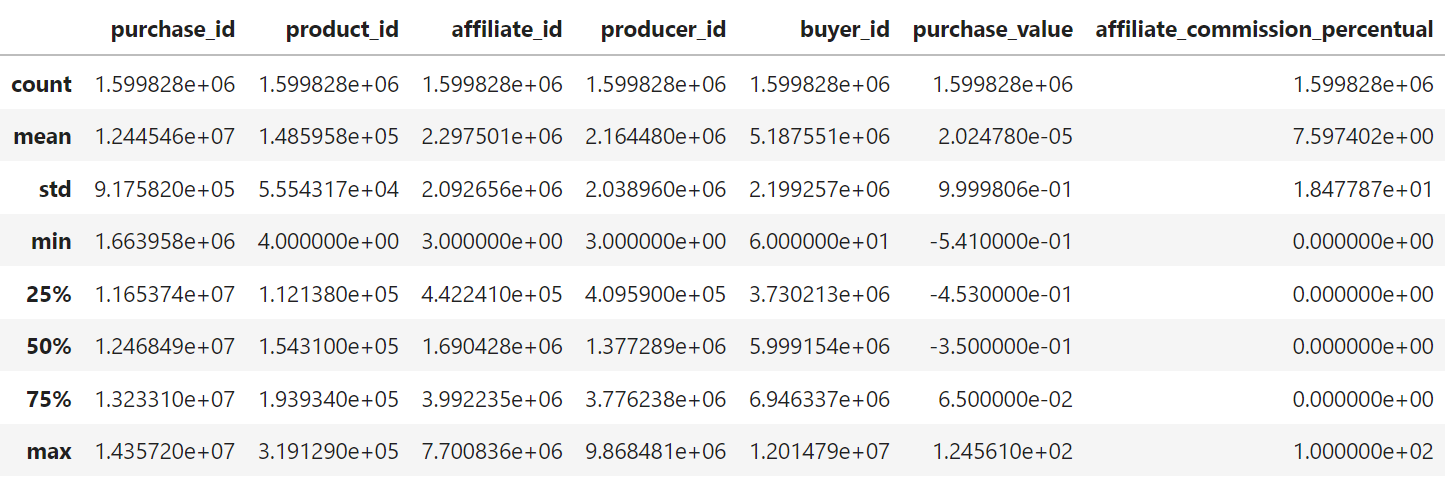 purchase_id product_id affiliate_id producer_id buyer_id purchase_value affiliate_commission_percentual
count 1.599828e+06 1.599828e+06 1.599828e+06 1.599828e+06 1.599828e+06 1.599828e+06 1.599828e+06
mean 1.244546e+07 1.485958e+05 2.297501e+06 2.164480e+06 5.187551e+06 2.024780e-05 7.597402e+00
std 9.175820e+05 5.554317e+04 2.092656e+06 2.038960e+06 2.199257e+06 9.999806e-01 1.847787e+01
min 1.663958e+06 4.000000e+00 3.000000e+00 3.000000e+00 6.000000e+01 -5.410000e-01 0.000000e+00
25% 1.165374e+07 1.121380e+05 4.422410e+05 4.095900e+05 3.730213e+06 -4.530000e-01 0.000000e+00
50% 1.246849e+07 1.543100e+05 1.690428e+06 1.377289e+06 5.999154e+06 -3.500000e-01 0.000000e+00
75% 1.323310e+07 1.939340e+05 3.992235e+06 3.776238e+06 6.946337e+06 6.500000e-02 0.000000e+00
max 1.435720e+07 3.191290e+05 7.700836e+06 9.868481e+06 1.201479e+07 1.245610e+02 1.000000e+02